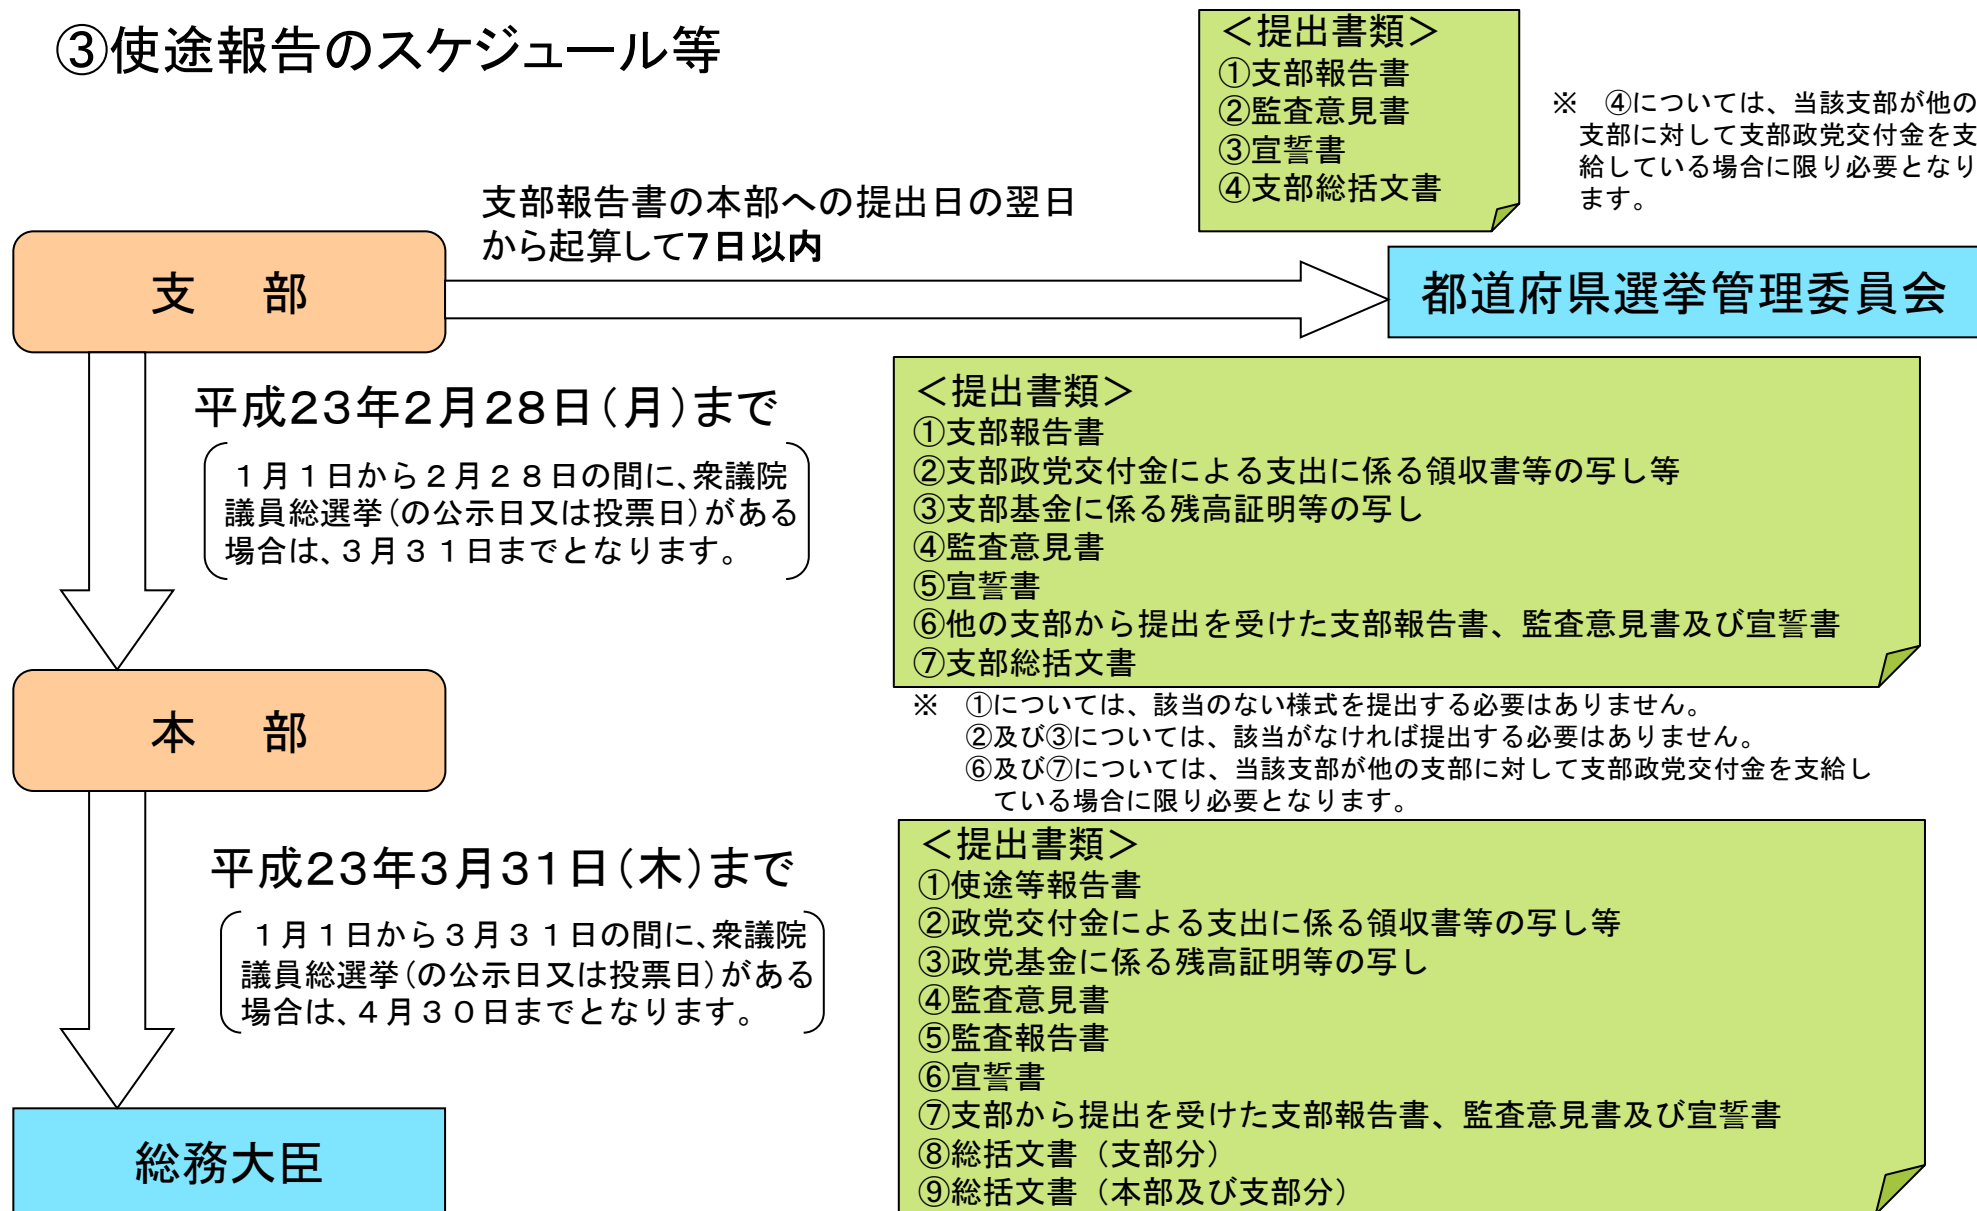 ③使途報告のスケジュール等
＜提出書類＞
①支部報告書
②監査意見書
③宣誓書
④支部総括文書
※　④については、当該支部が他の
支部に対して支部政党交付金を支
給している場合に限り必要となり
ます。
支部報告書の本部への提出日の翌日
から起算して7日以内
支　部
都道府県選挙管理委員会
平成23年2月28日(月)まで
１月１日から２月２８日の間に、衆議院
議員総選挙(の公示日又は投票日)がある
場合は、３月３１日までとなります。
＜提出書類＞
①支部報告書
②支部政党交付金による支出に係る領収書等の写し等
③支部基金に係る残高証明等の写し
④監査意見書
⑤宣誓書
⑥他の支部から提出を受けた支部報告書、監査意見書及び宣誓書
⑦支部総括文書
※　①については、該当のない様式を提出する必要はありません。
②及び③については、該当がなければ提出する必要はありません。
⑥及び⑦については、当該支部が他の支部に対して支部政党交付金を支給し
ている場合に限り必要となります。
本　部
平成23年3月31日(木)まで
１月１日から３月３１日の間に、衆議院
議員総選挙(の公示日又は投票日)がある
場合は、４月３０日までとなります。
＜提出書類＞
①使途等報告書
②政党交付金による支出に係る領収書等の写し等
③政党基金に係る残高証明等の写し
④監査意見書
⑤監査報告書
⑥宣誓書
⑦支部から提出を受けた支部報告書、監査意見書及び宣誓書
⑧総括文書（支部分）
⑨総括文書（本部及び支部分）
総務大臣